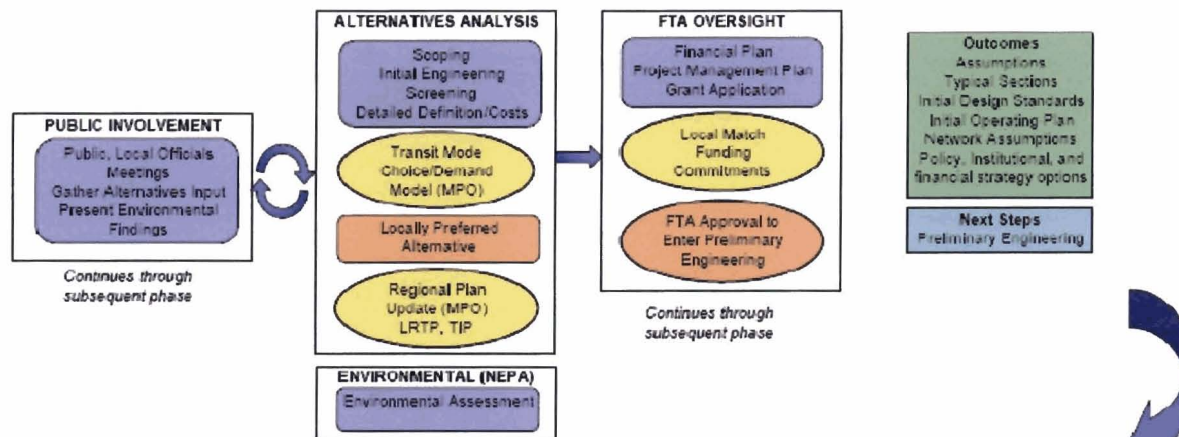 PUBLIC INVOLVEMENT
Public, Local Officials
Meetings
Gather Alternatives Input
Present Environmental
Findings
Continues through
subsequent phase
ALTERNATIVES ANALYSIS
Scoping
Initial Engineering
Screening
Detailed Definition/Costs
Transit Mode
Choice/Demand
Model (MPO)
Locally Preferred
Alternative
Regional Plan
Update (MPO)
LRTP, TIP
ENVIRONMENTAL (NEPA)
Environmental Assessment
FTA OVERSIGHT
Financial Plan
Project Management Plan
Grant Application
Local Match
Funding
Commitments
FTA Approval to
Enter Preliminary
Engineering
Continues through
subsequent phase
Outcomes
Assumptions
Typical Sections
Initial Design Standards
Initial Operating Plan
Network Assumptions
Policy, Institutional, and
financial strategy options
Next Steps
Preliminary Engineering